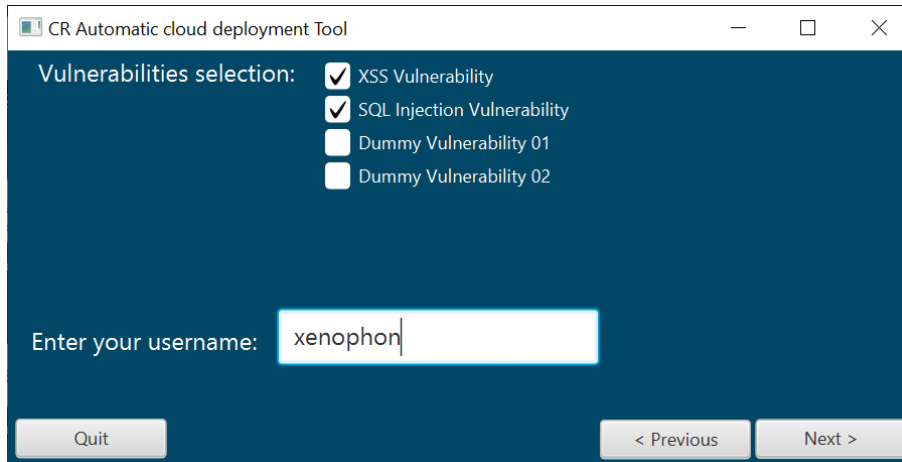 CR Automatic cloud deployment Tool
Vulnerabilities selection:
XSS Vulnerability
SQL Injection Vulnerability
Dummy Vulnerability 01
Dummy Vulnerability 02
Enter your username:
xenophon
Quit
< Previous
Next >